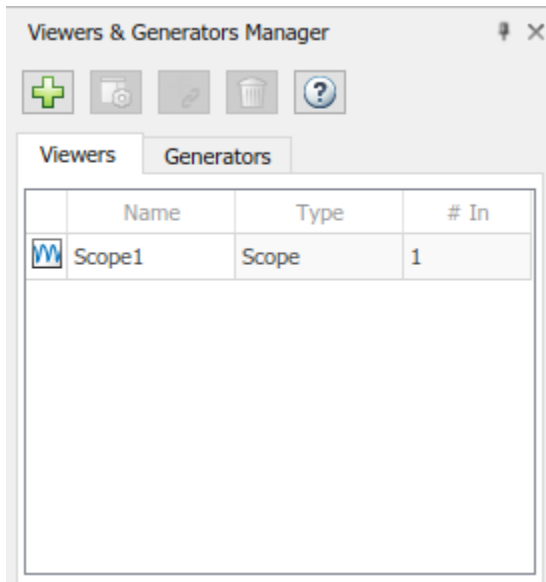 Viewers & Generators Manager
?
Viewers Generators
Name Type # In
Scope1 Scope 1